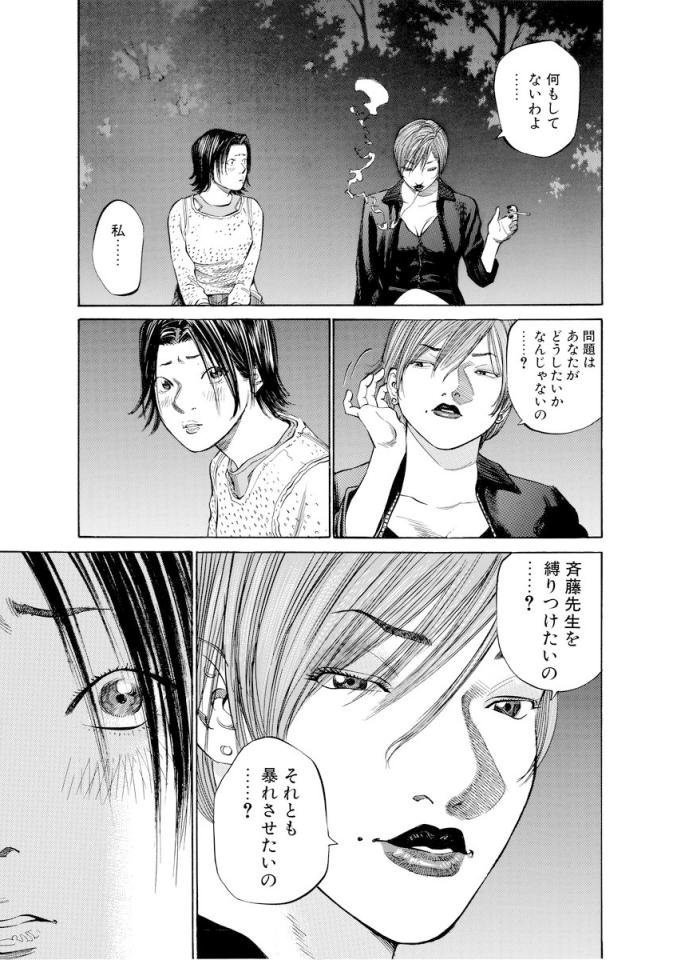 何もして
ないわよ
……
私
……
問題は
あなたが
どうしたいか
なんじゃないの
……？
斉藤先生を
縛りつけたいの
……？
それとも
暴れさせたいの
……？